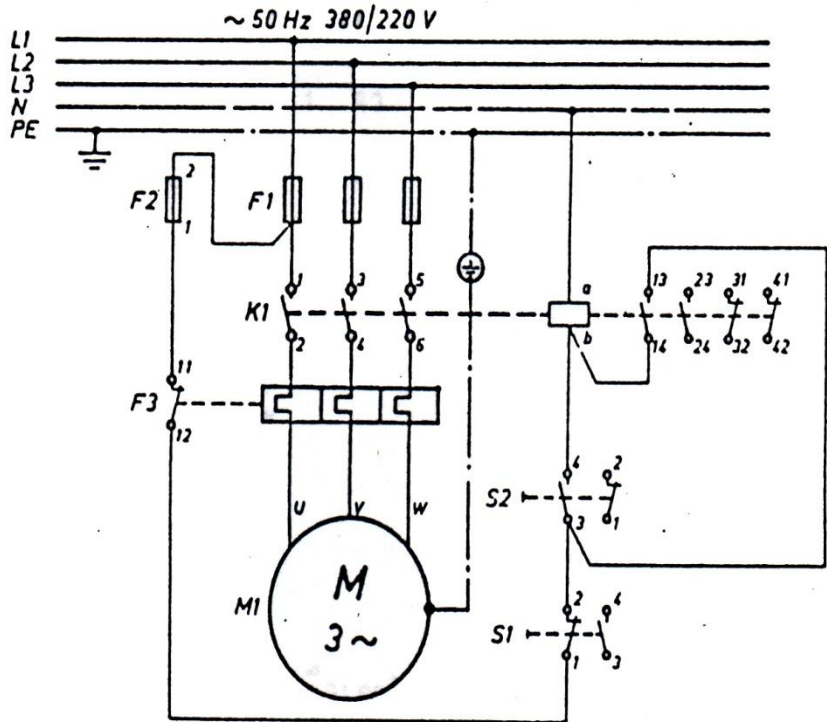 ~ 50 Hz 380/220 V
L1
L2
L3
N
PE
2
F2
F1
1
a
13 23 31 41
1 3 5
K1
b
2 4 6
14 24 32 42
11
F3
12
4 2
S2
U V W
3 1
M
M1
3~
2 4
S1
1 3